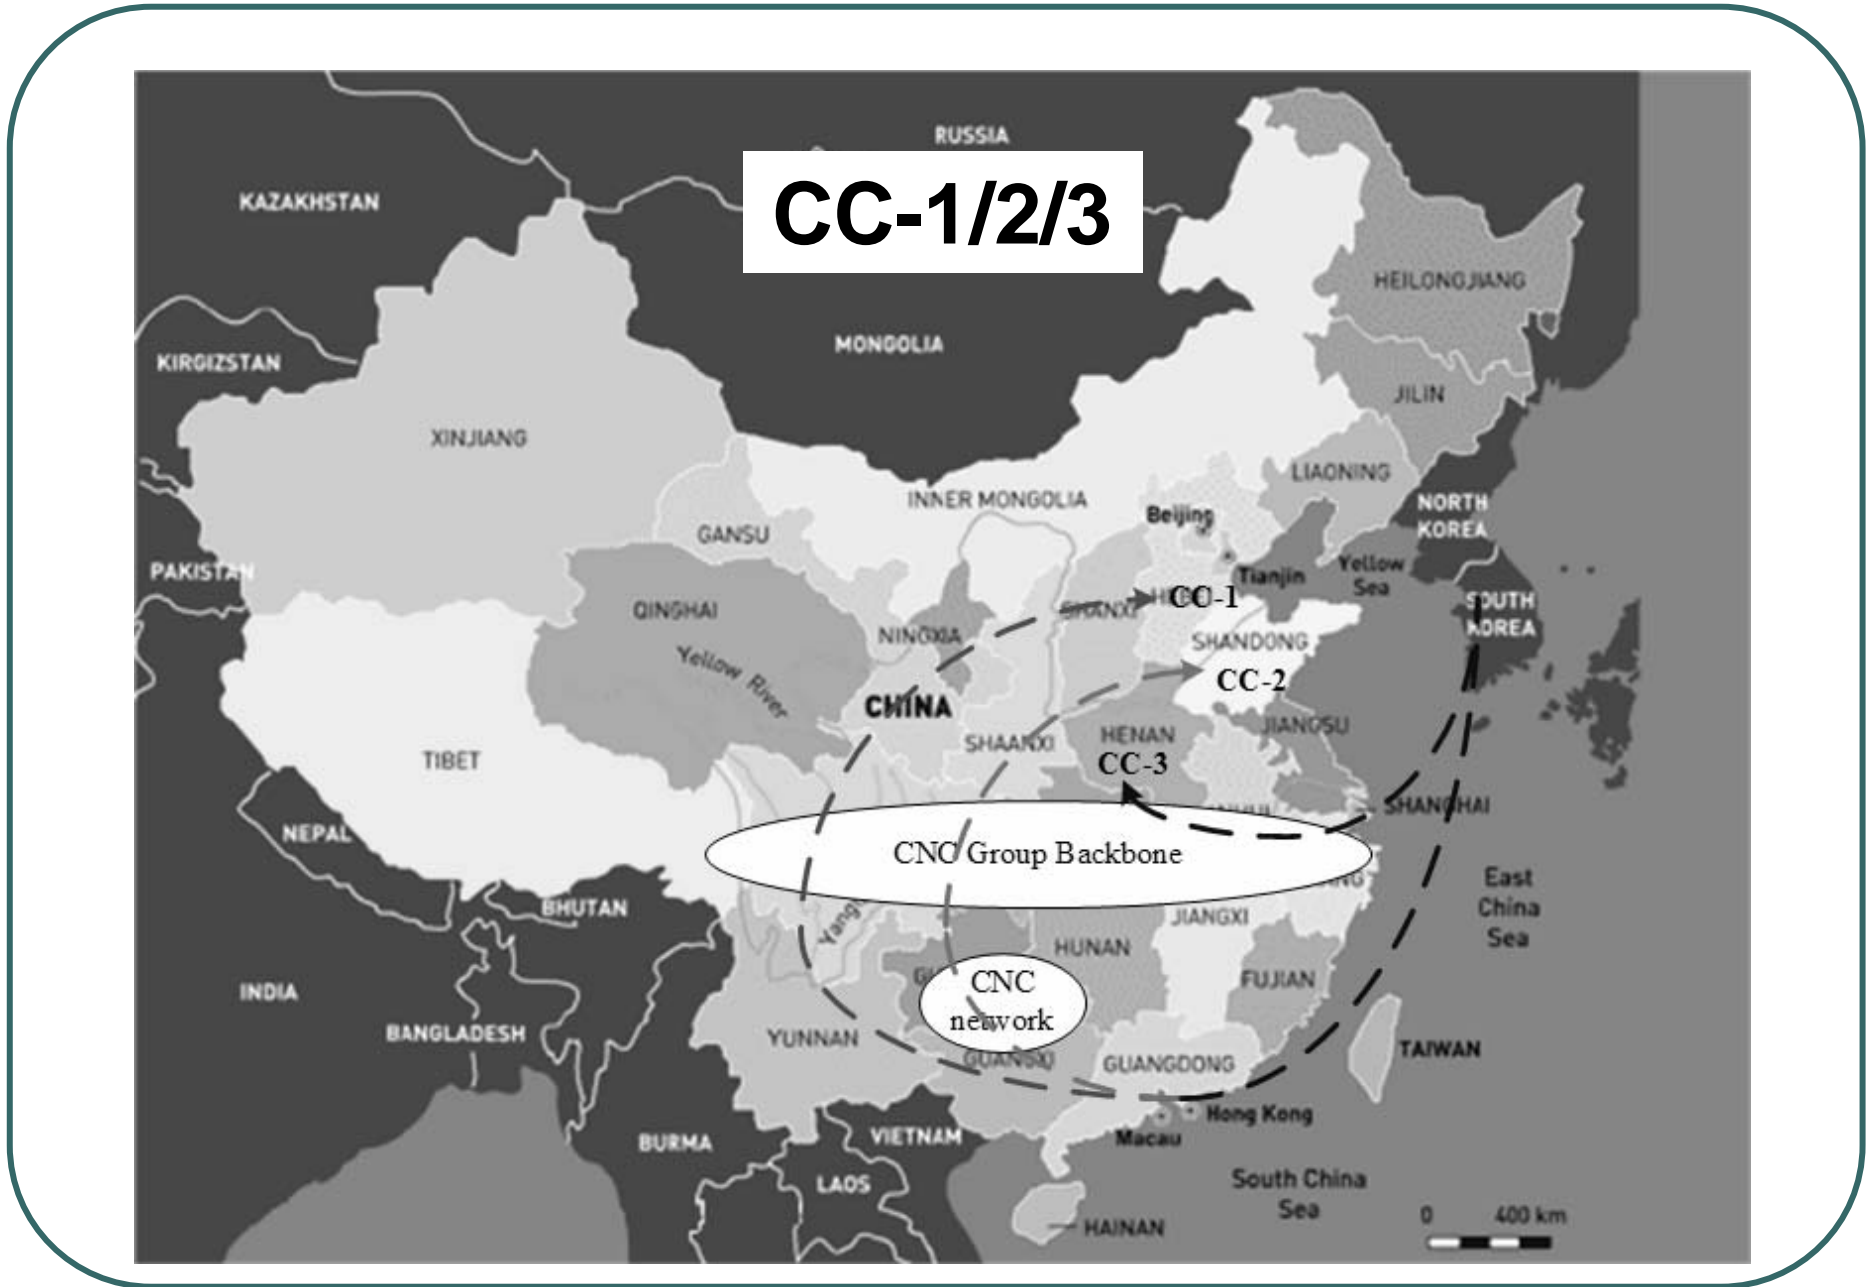 RUSSIA
CC-1/2/3
KAZAKHSTAN
HEILONGJIANG
MONGOLIA
KIRGIZSTAN
JILIN
XINJIANG
LIAONING
INNER MONGOLIA
NORTH
KOREA
Beijing
GANSU
Yellow
Sea
PAKISTAN
Tianjin
CC-1
SOUTH
KOREA
QINGHAI
SHANXI
NINGXIA
SHANDONG
Yellow River
CC-2
CHINA
JIANGSU
HENAN
SHAANXI
TIBET
CC-3
SHANGHAI
NEPAL
CNC Group Backbone
East
China
Sea
BHUTAN
JIANGXI
HUNAN
FUJIAN
CNC
network
INDIA
BANGLADESH
YUNNAN
TAIWAN
GUANGXI
GUANGDONG
Hong Kong
Macau
BURMA
VIETNAM
LAOS
South China
Sea
0 400 km
HAINAN